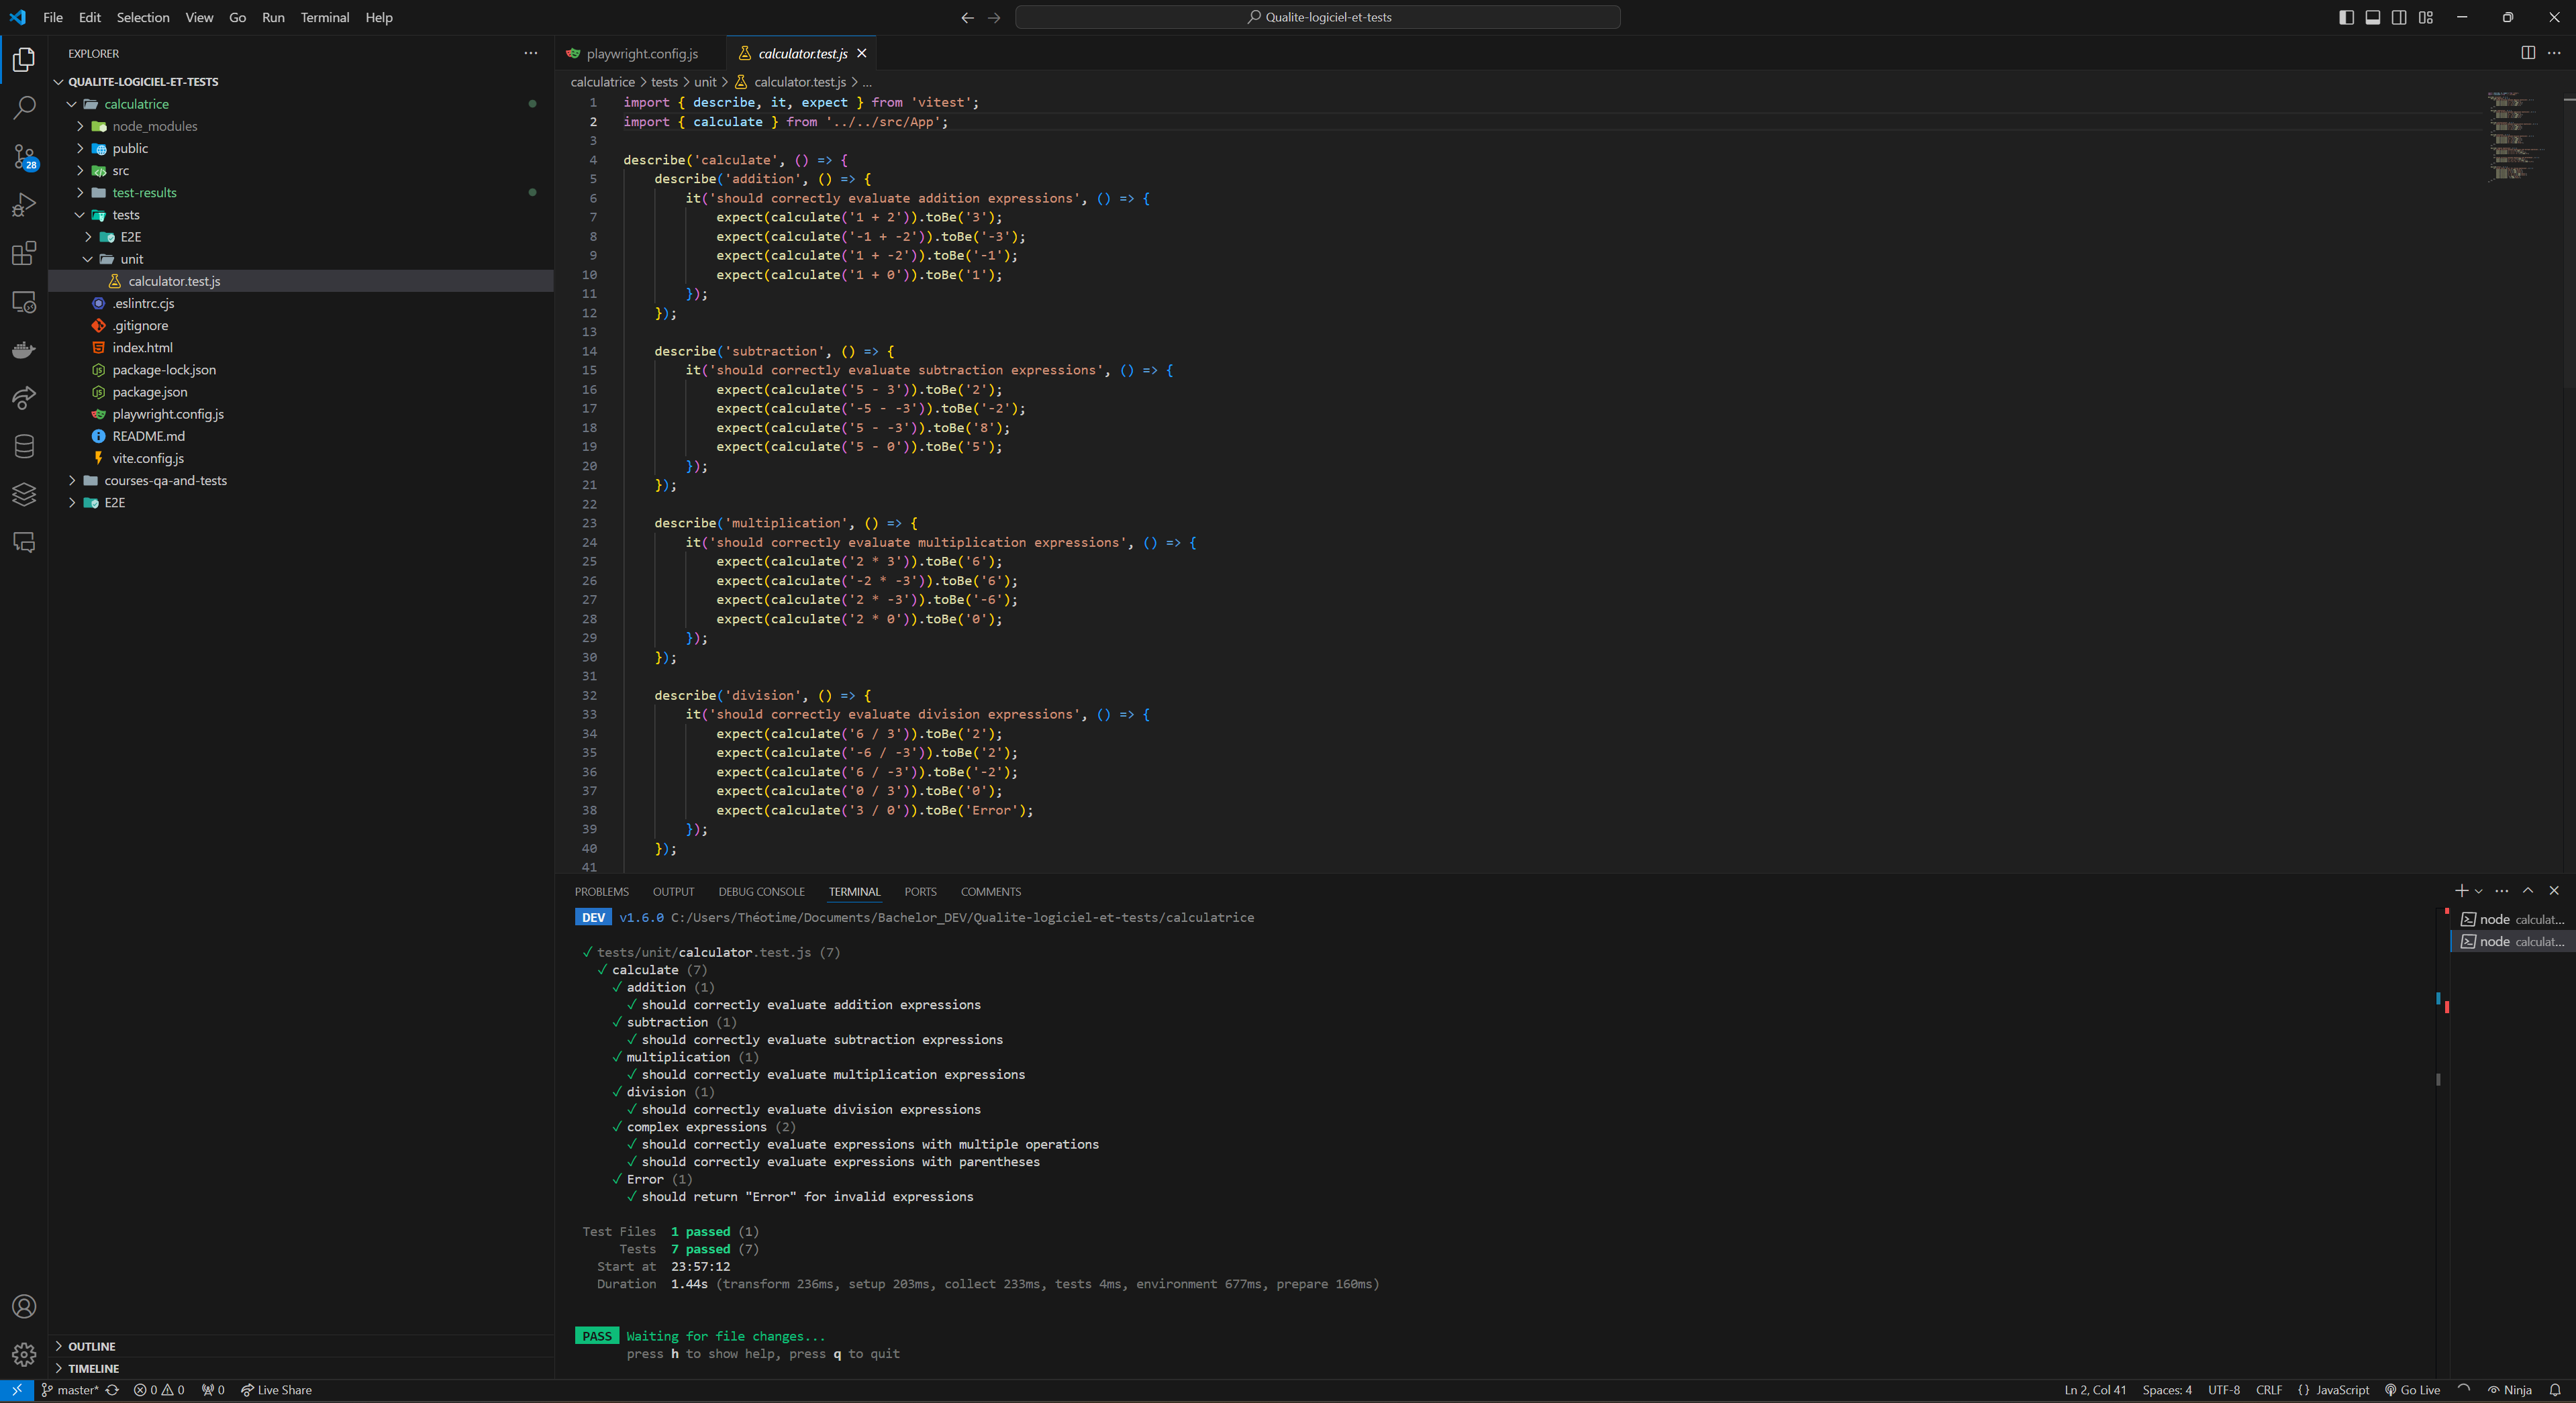 File Edit Selection View Go Run Terminal Help
Qualite-logiciel-et-tests
EXPLORER
QUALITE-LOGICIEL-ET-TESTS
calculatrice
node_modules
public
src
test-results
tests
E2E
unit
calculator.test.js
.eslintrc.cjs
.gitignore
index.html
package-lock.json
package.json
playwright.config.js
README.md
vite.config.js
courses-qa-and-tests
E2E
OUTLINE
TIMELINE
28
playwright.config.js calculator.test.js
calculatrice > tests > unit > calculator.test.js > ...
1 import { describe, it, expect } from 'vitest';
2 import { calculate } from '../../src/App';
3
4 describe('calculate', () => {
5 describe('addition', () => {
6 it('should correctly evaluate addition expressions', () => {
7 expect(calculate('1 + 2')).toBe('3');
8 expect(calculate('-1 + -2')).toBe('-3');
9 expect(calculate('1 + -2')).toBe('-1');
10 expect(calculate('1 + 0')).toBe('1');
11 });
12 });
13
14 describe('subtraction', () => {
15 it('should correctly evaluate subtraction expressions', () => {
16 expect(calculate('5 - 3')).toBe('2');
17 expect(calculate('-5 - -3')).toBe('-2');
18 expect(calculate('5 - -3')).toBe('8');
19 expect(calculate('5 - 0')).toBe('5');
20 });
21 });
22
23 describe('multiplication', () => {
24 it('should correctly evaluate multiplication expressions', () => {
25 expect(calculate('2 * 3')).toBe('6');
26 expect(calculate('-2 * -3')).toBe('6');
27 expect(calculate('2 * -3')).toBe('-6');
28 expect(calculate('2 * 0')).toBe('0');
29 });
30 });
31
32 describe('division', () => {
33 it('should correctly evaluate division expressions', () => {
34 expect(calculate('6 / 3')).toBe('2');
35 expect(calculate('-6 / -3')).toBe('2');
36 expect(calculate('6 / -3')).toBe('-2');
37 expect(calculate('0 / 3')).toBe('0');
38 expect(calculate('3 / 0')).toBe('Error');
39 });
40 });
41
PROBLEMS OUTPUT DEBUG CONSOLE TERMINAL PORTS COMMENTS
DEV v1.6.0 C:/Users/Théotime/Documents/Bachelor_DEV/Qualite-logiciel-et-tests/calculatrice
✓ tests/unit/calculator.test.js (7)
✓ calculate (7)
✓ addition (1)
✓ should correctly evaluate addition expressions
✓ subtraction (1)
✓ should correctly evaluate subtraction expressions
✓ multiplication (1)
✓ should correctly evaluate multiplication expressions
✓ division (1)
✓ should correctly evaluate division expressions
✓ complex expressions (2)
✓ should correctly evaluate expressions with multiple operations
✓ should correctly evaluate expressions with parentheses
✓ Error (1)
✓ should return "Error" for invalid expressions
Test Files 1 passed (1)
Tests 7 passed (7)
Start at 23:57:12
Duration 1.44s (transform 236ms, setup 203ms, collect 233ms, tests 4ms, environment 677ms, prepare 160ms)
PASS Waiting for file changes...
press h to show help, press q to quit
node calculat...
node calculat...
master* 0 0 0 Live Share
Ln 2, Col 41 Spaces: 4 UTF-8 CRLF {} JavaScript Go Live Ninja